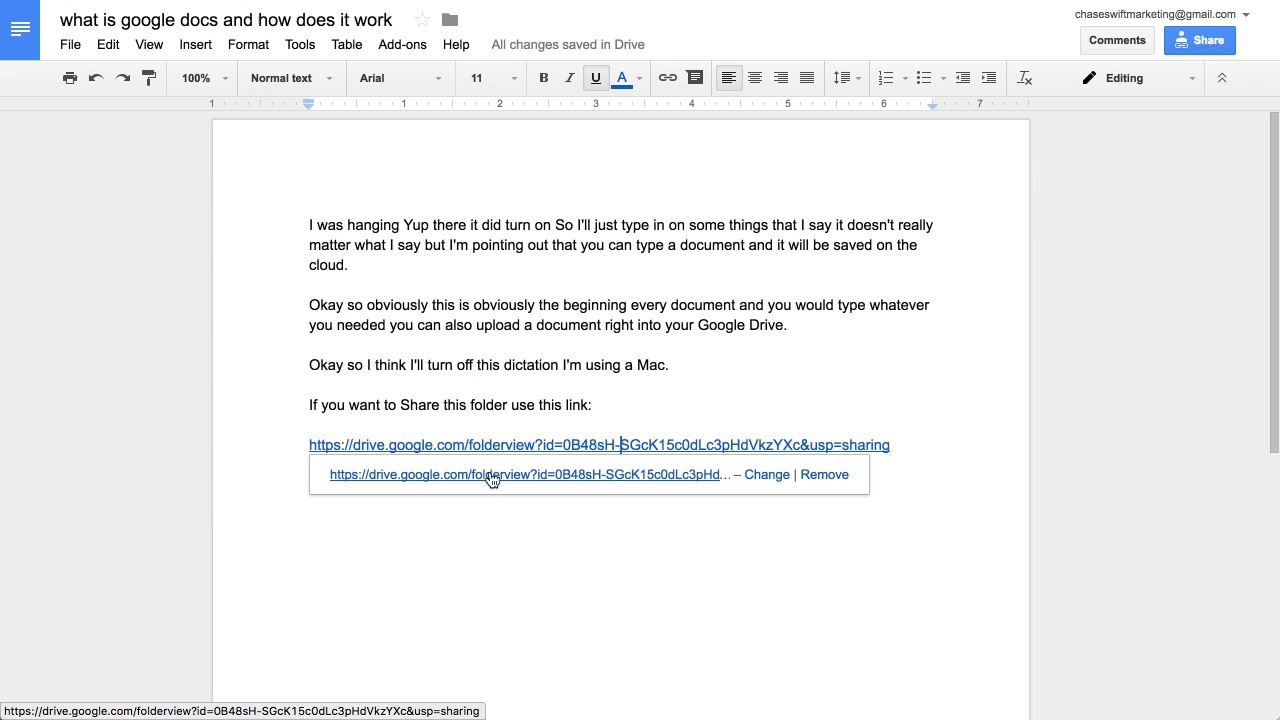 what is google docs and how does it work
chaseswiftmarketing@gmail.com
File Edit View Insert Format Tools Table Add-ons Help All changes saved in Drive
Comments Share
100% Normal text Arial 11 B I U A Editing
1 1 2 3 4 5 6 7
I was hanging Yup there it did turn on So I'll just type in on some things that I say it doesn't really
matter what I say but I'm pointing out that you can type a document and it will be saved on the
cloud.
Okay so obviously this is obviously the beginning every document and you would type whatever
you needed you can also upload a document right into your Google Drive.
Okay so I think I'll turn off this dictation I'm using a Mac.
If you want to Share this folder use this link:
https://drive.google.com/folderview?id=0B48sH-SGcK15c0dLc3pHdVkzYXc&usp=sharing
https://drive.google.com/folderview?id=0B48sH-SGcK15c0dLc3pHd... – Change | Remove
https://drive.google.com/folderview?id=0B48sH-SGcK15c0dLc3pHdVkzYXc&usp=sharing